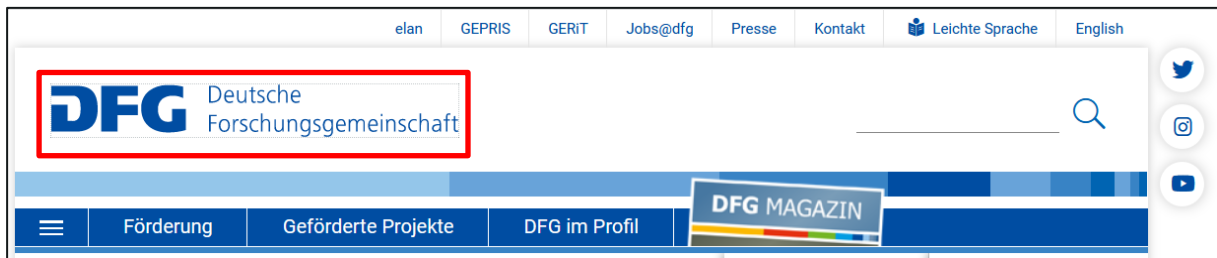 elan GEPRIS GERiT Jobs@dfg Presse Kontakt Leichte Sprache English
DFG Deutsche
Forschungsgemeinschaft
DFG MAGAZIN
Förderung Geförderte Projekte DFG im Profil